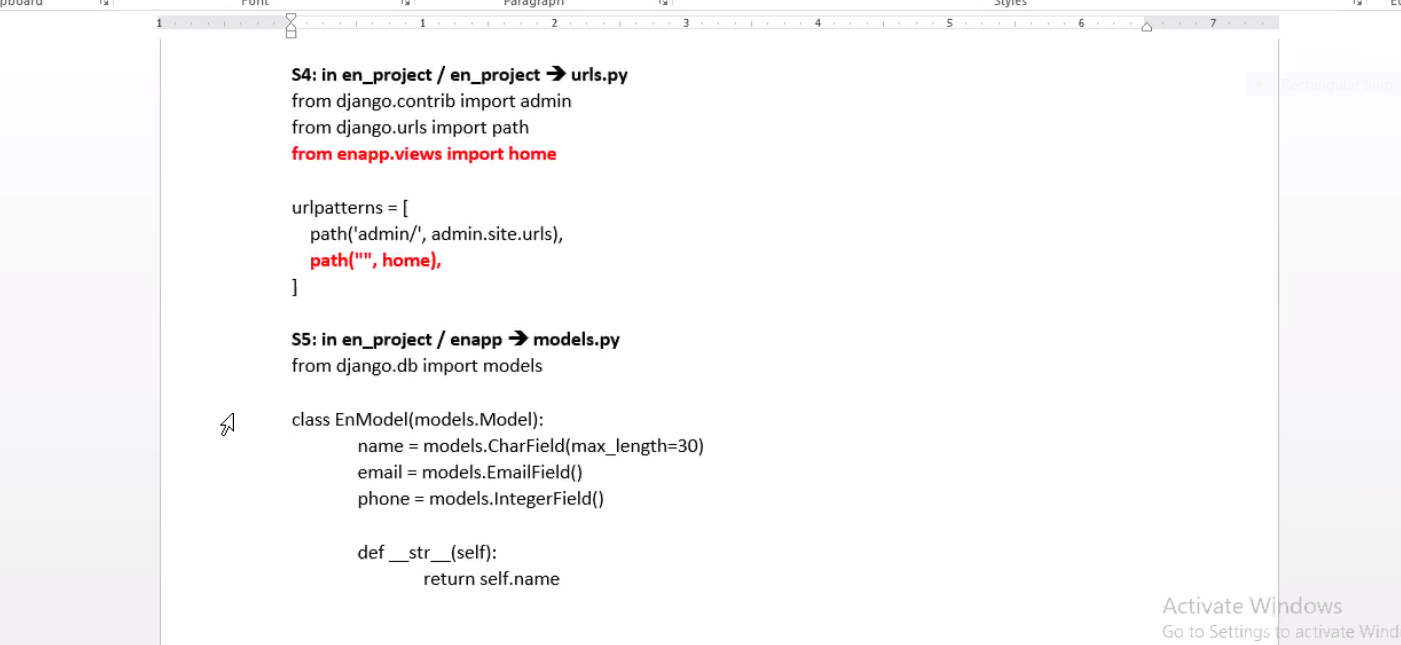 Font
Paragraph
Styles
1 1 2 3 4 5 6 7
S4: in en_project / en_project ➔ urls.py
from django.contrib import admin
from django.urls import path
from enapp.views import home
urlpatterns = [
path('admin/', admin.site.urls),
path("", home),
]
S5: in en_project / enapp ➔ models.py
from django.db import models
class EnModel(models.Model):
name = models.CharField(max_length=30)
email = models.EmailField()
phone = models.IntegerField()
def __str__(self):
return self.name
Rectangular Snip
Activate Windows
Go to Settings to activate Wind